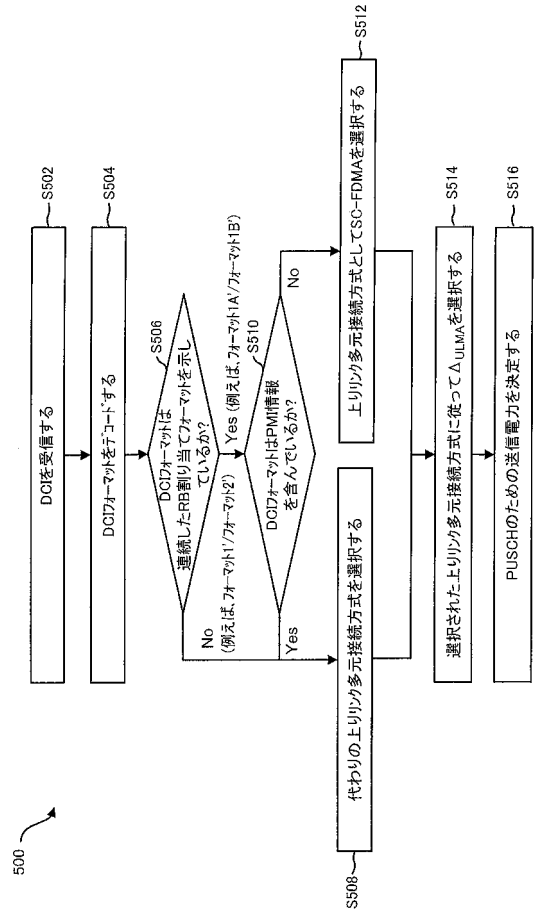 500
DCIを受信する
S502
DCIフォーマットをデコードする
S504
S506
DCIフォーマットは
連続したRB割り当てフォーマットを示し
ているか?
No
(例えば、フォーマット1'/フォーマット2')
Yes (例えば、フォーマット1A'/フォーマット1B')
S510
DCIフォーマットはPMI情報
を含んでいるか?
Yes
No
代わりの上りリンク多元接続方式を選択する
S508
上りリンク多元接続方式としてSC-FDMAを選択する
S512
選択された上りリンク多元接続方式に従ってΔULMAを選択する
S514
PUSCHのための送信電力を決定する
S516